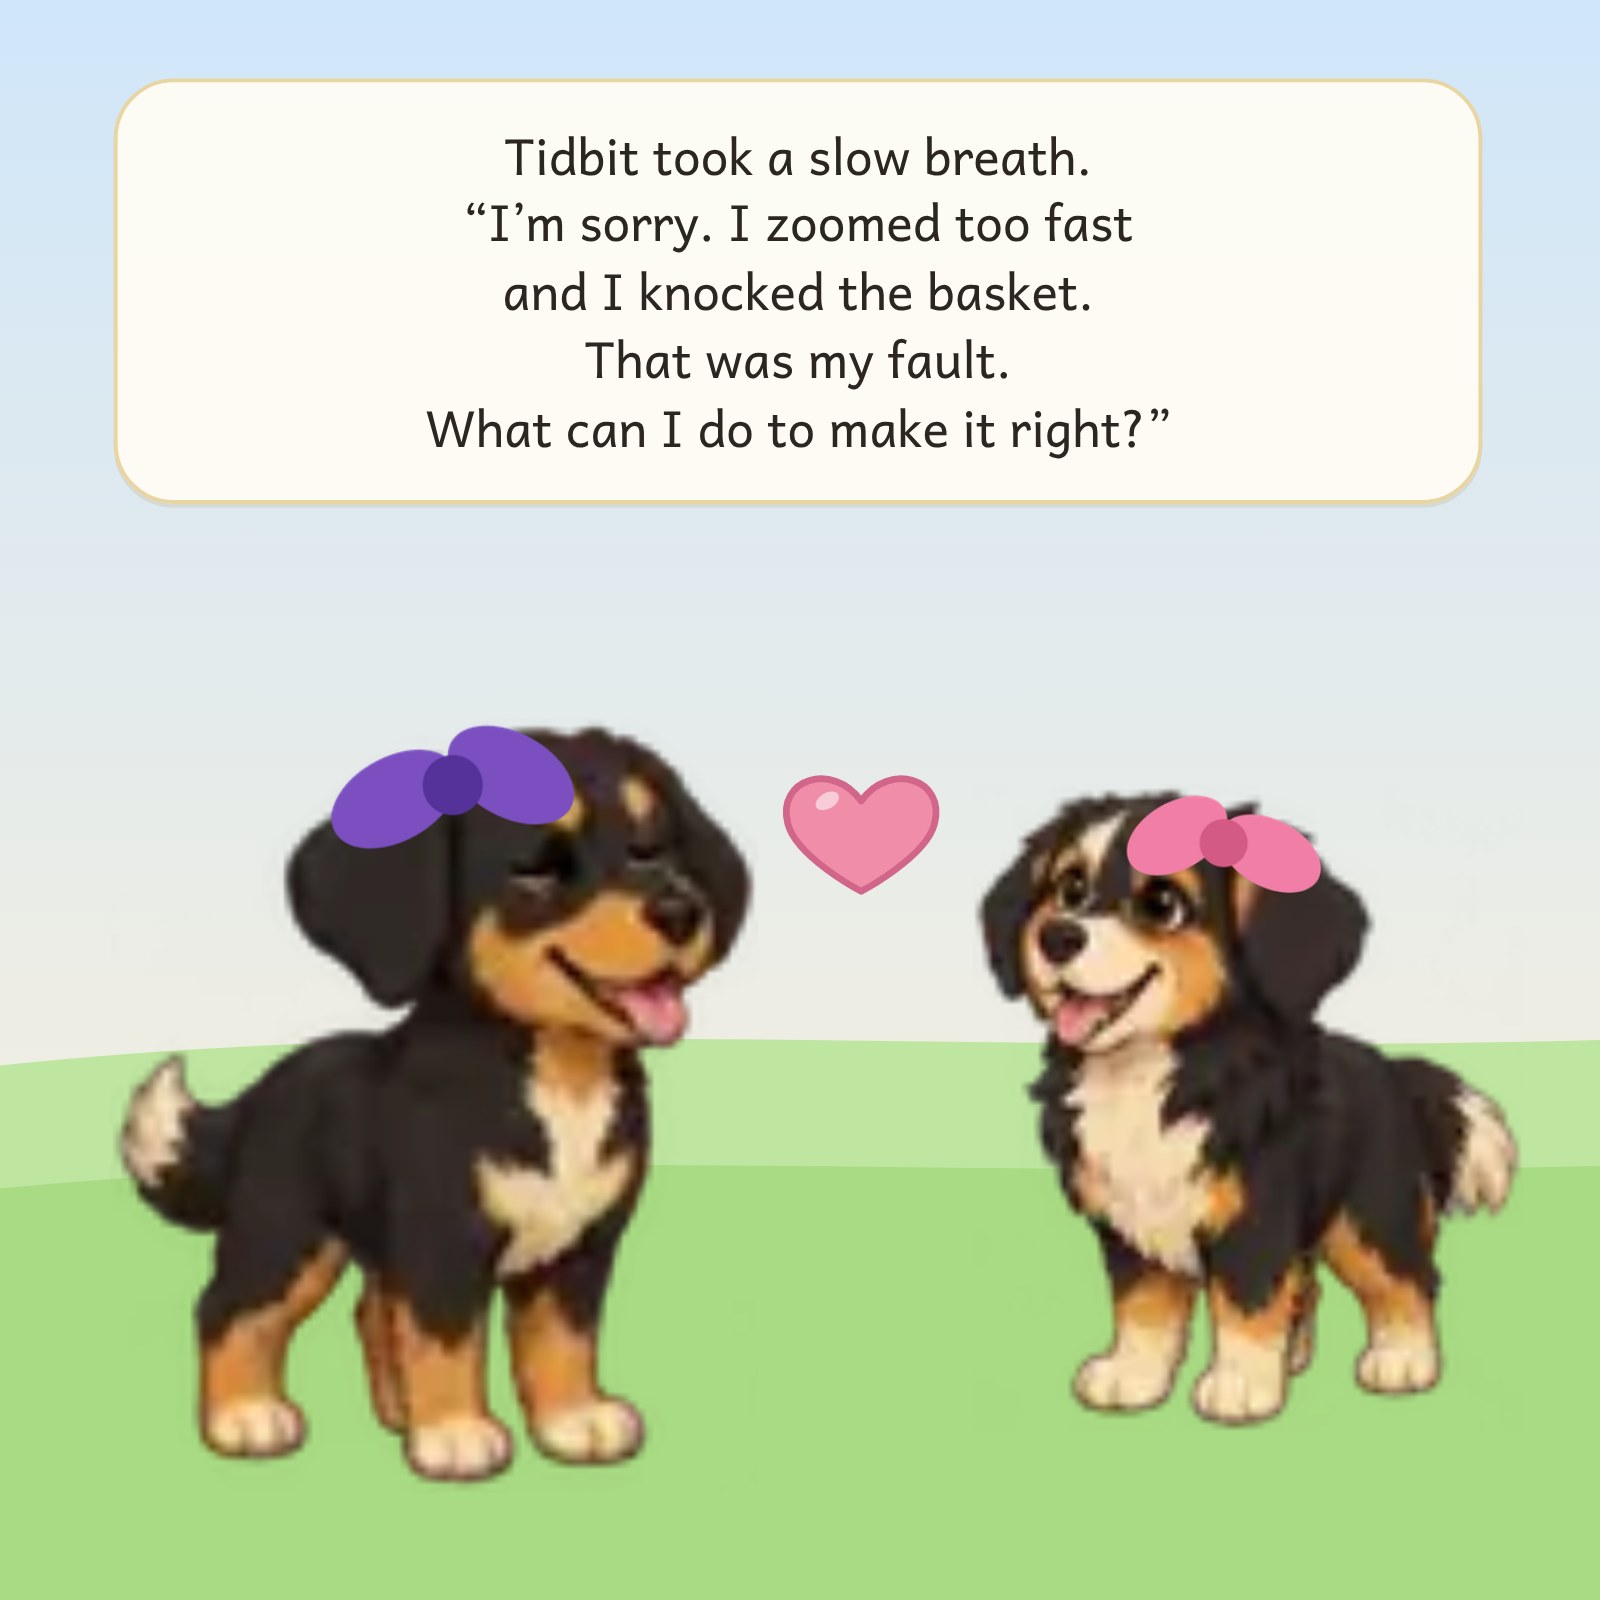 Tidbit took a slow breath.
“I’m sorry. I zoomed too fast
and I knocked the basket.
That was my fault.
What can I do to make it right?”